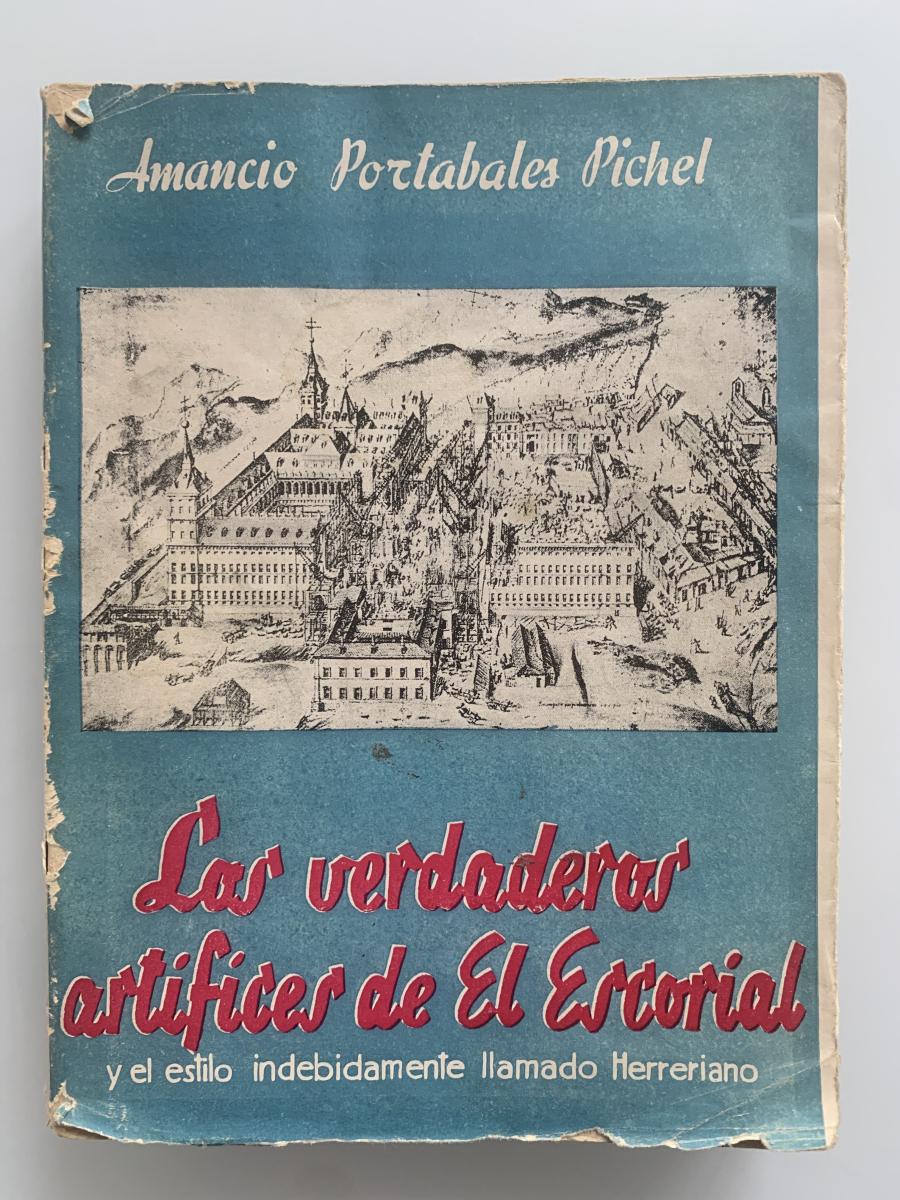 Amancio Portabales Pichel
Los verdaderos
artífices de El Escorial
y el estilo indebidamente llamado Herreriano